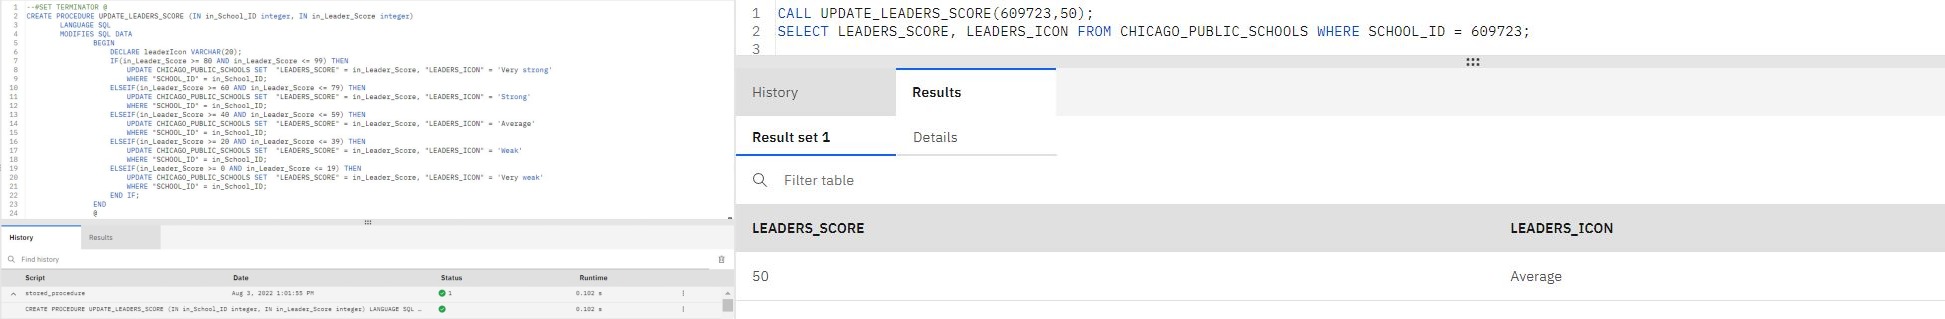 1 --#SET TERMINATOR @
2 CREATE PROCEDURE UPDATE_LEADERS_SCORE (IN in_School_ID integer, IN in_Leader_Score integer)
3 LANGUAGE SQL
4 MODIFIES SQL DATA
5 BEGIN
6 DECLARE leaderIcon VARCHAR(20);
7 IF(in_Leader_Score >= 80 AND in_Leader_Score <= 99) THEN
8 UPDATE CHICAGO_PUBLIC_SCHOOLS SET "LEADERS_SCORE" = in_Leader_Score, "LEADERS_ICON" = 'Very strong'
9 WHERE "SCHOOL_ID" = in_School_ID;
10 ELSEIF(in_Leader_Score >= 60 AND in_Leader_Score <= 79) THEN
11 UPDATE CHICAGO_PUBLIC_SCHOOLS SET "LEADERS_SCORE" = in_Leader_Score, "LEADERS_ICON" = 'Strong'
12 WHERE "SCHOOL_ID" = in_School_ID;
13 ELSEIF(in_Leader_Score >= 40 AND in_Leader_Score <= 59) THEN
14 UPDATE CHICAGO_PUBLIC_SCHOOLS SET "LEADERS_SCORE" = in_Leader_Score, "LEADERS_ICON" = 'Average'
15 WHERE "SCHOOL_ID" = in_School_ID;
16 ELSEIF(in_Leader_Score >= 20 AND in_Leader_Score <= 39) THEN
17 UPDATE CHICAGO_PUBLIC_SCHOOLS SET "LEADERS_SCORE" = in_Leader_Score, "LEADERS_ICON" = 'Weak'
18 WHERE "SCHOOL_ID" = in_School_ID;
19 ELSEIF(in_Leader_Score >= 0 AND in_Leader_Score <= 19) THEN
20 UPDATE CHICAGO_PUBLIC_SCHOOLS SET "LEADERS_SCORE" = in_Leader_Score, "LEADERS_ICON" = 'Very weak'
21 WHERE "SCHOOL_ID" = in_School_ID;
22 END IF;
23 END
24 @
History Results
Find history
Script Date Status Runtime
stored_procedure Aug 3, 2022 1:01:55 PM 1 0.102 s
CREATE PROCEDURE UPDATE_LEADERS_SCORE (IN in_School_ID integer, IN in_Leader_Score integer) LANGUAGE SQL ... 0.102 s
1 CALL UPDATE_LEADERS_SCORE(609723,50);
2 SELECT LEADERS_SCORE, LEADERS_ICON FROM CHICAGO_PUBLIC_SCHOOLS WHERE SCHOOL_ID = 609723;
3
History Results
Result set 1 Details
Filter table
LEADERS_SCORE LEADERS_ICON
50 Average